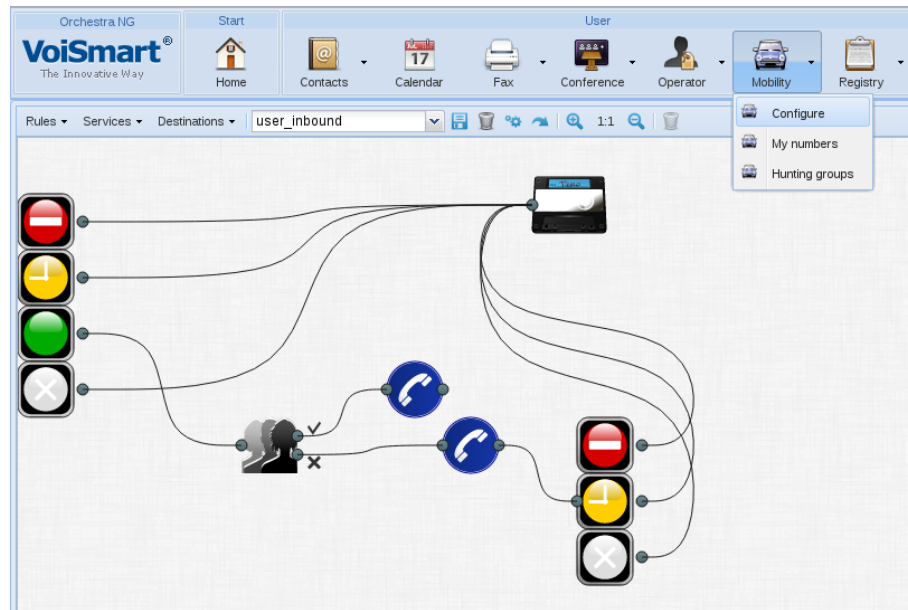 Orchestra NG
Start
User
VoiSmart®
The Innovative Way
Home
Contacts
17
Calendar
Fax
Conference
Operator
Mobility
Registry
Configure
My numbers
Hunting groups
Rules
Services
Destinations
user_inbound
1:1